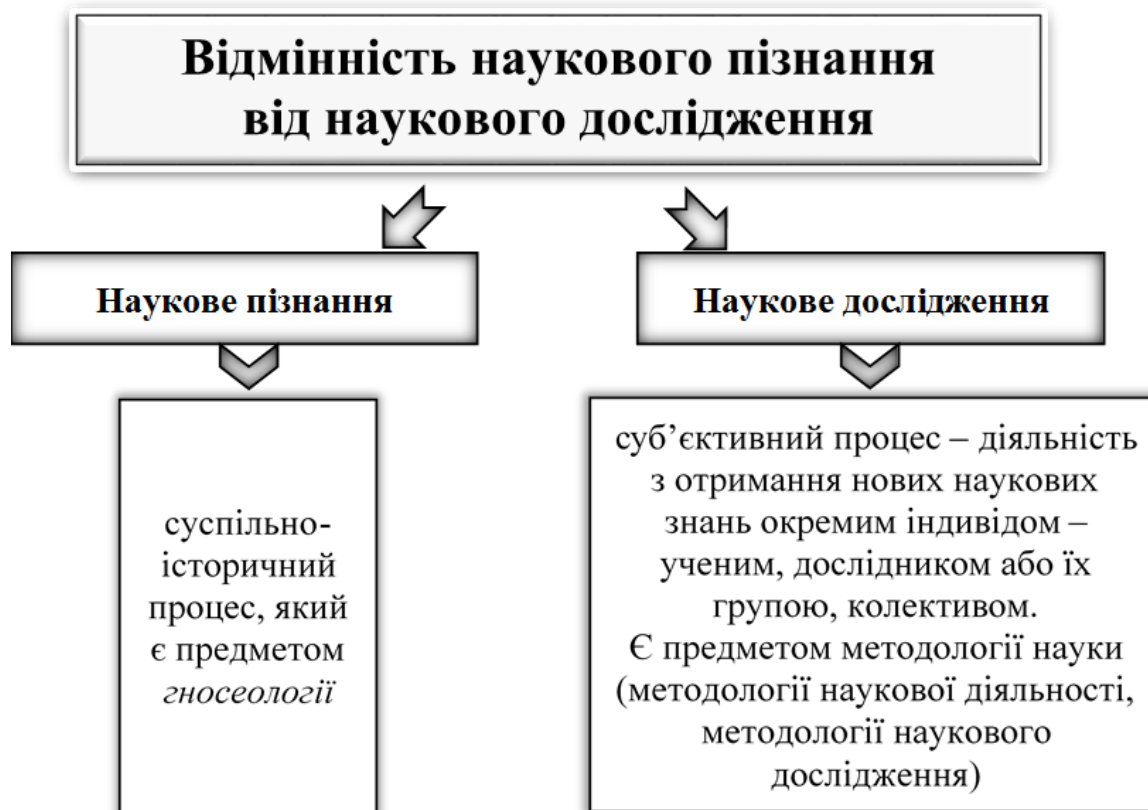 Відмінність наукового пізнання
від наукового дослідження
Наукове пізнання
Наукове дослідження
суспільно-
історичний
процес, який
є предметом
гносеології
суб’єктивний процес – діяльність
з отримання нових наукових
знань окремим індивідом –
ученим, дослідником або їх
групою, колективом.
Є предметом методології науки
(методології наукової діяльності,
методології наукового
дослідження)